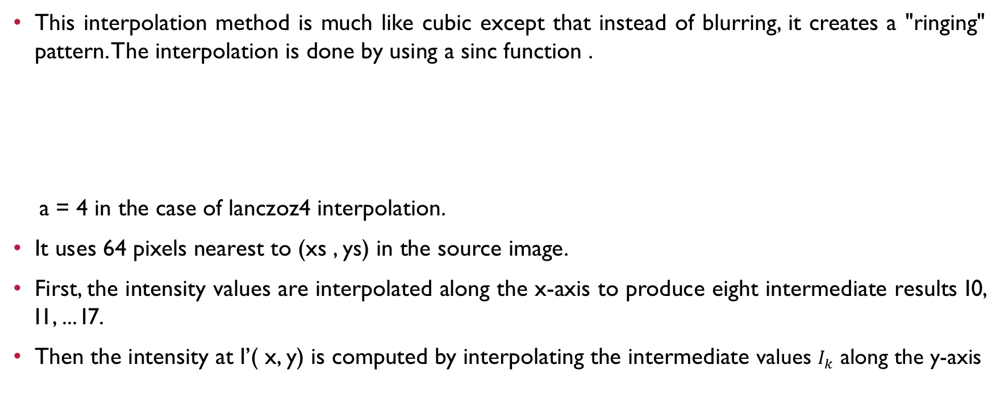 • This interpolation method is much like cubic except that instead of blurring, it creates a "ringing"
pattern. The interpolation is done by using a sinc function .
a = 4 in the case of lanczoz4 interpolation.
• It uses 64 pixels nearest to (xs , ys) in the source image.
• First, the intensity values are interpolated along the x-axis to produce eight intermediate results I0,
I1, ... I7.
• Then the intensity at I’( x, y) is computed by interpolating the intermediate values Iₖ along the y-axis